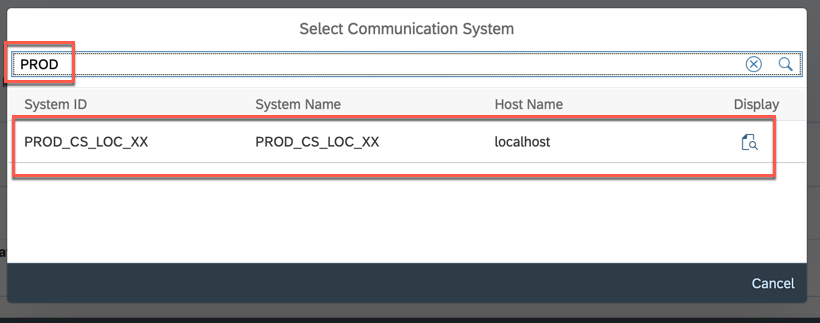 Select Communication System
PROD
System ID System Name Host Name Display
PROD_CS_LOC_XX PROD_CS_LOC_XX localhost
Cancel